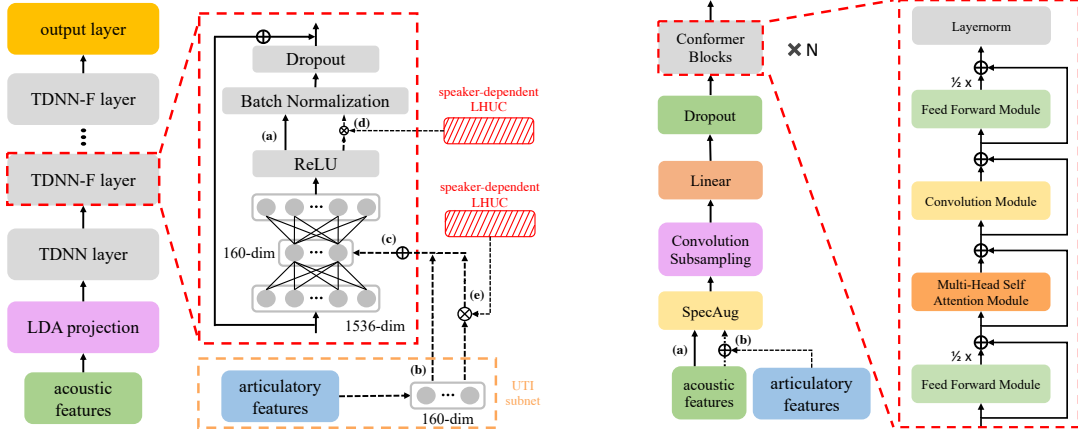 output layer
TDNN-F layer
TDNN-F layer
TDNN layer
LDA projection
acoustic
features
Dropout
Batch Normalization
(a)
(d)
speaker-dependent
LHUC
ReLU
speaker-dependent
LHUC
160-dim
(c)
(e)
1536-dim
articulatory
features
(b)
160-dim
UTI
subnet
Conformer
Blocks
× N
Dropout
Linear
Convolution
Subsampling
SpecAug
(a)
(b)
acoustic
features
articulatory
features
Layernorm
½ x
Feed Forward Module
Convolution Module
Multi-Head Self
Attention Module
½ x
Feed Forward Module